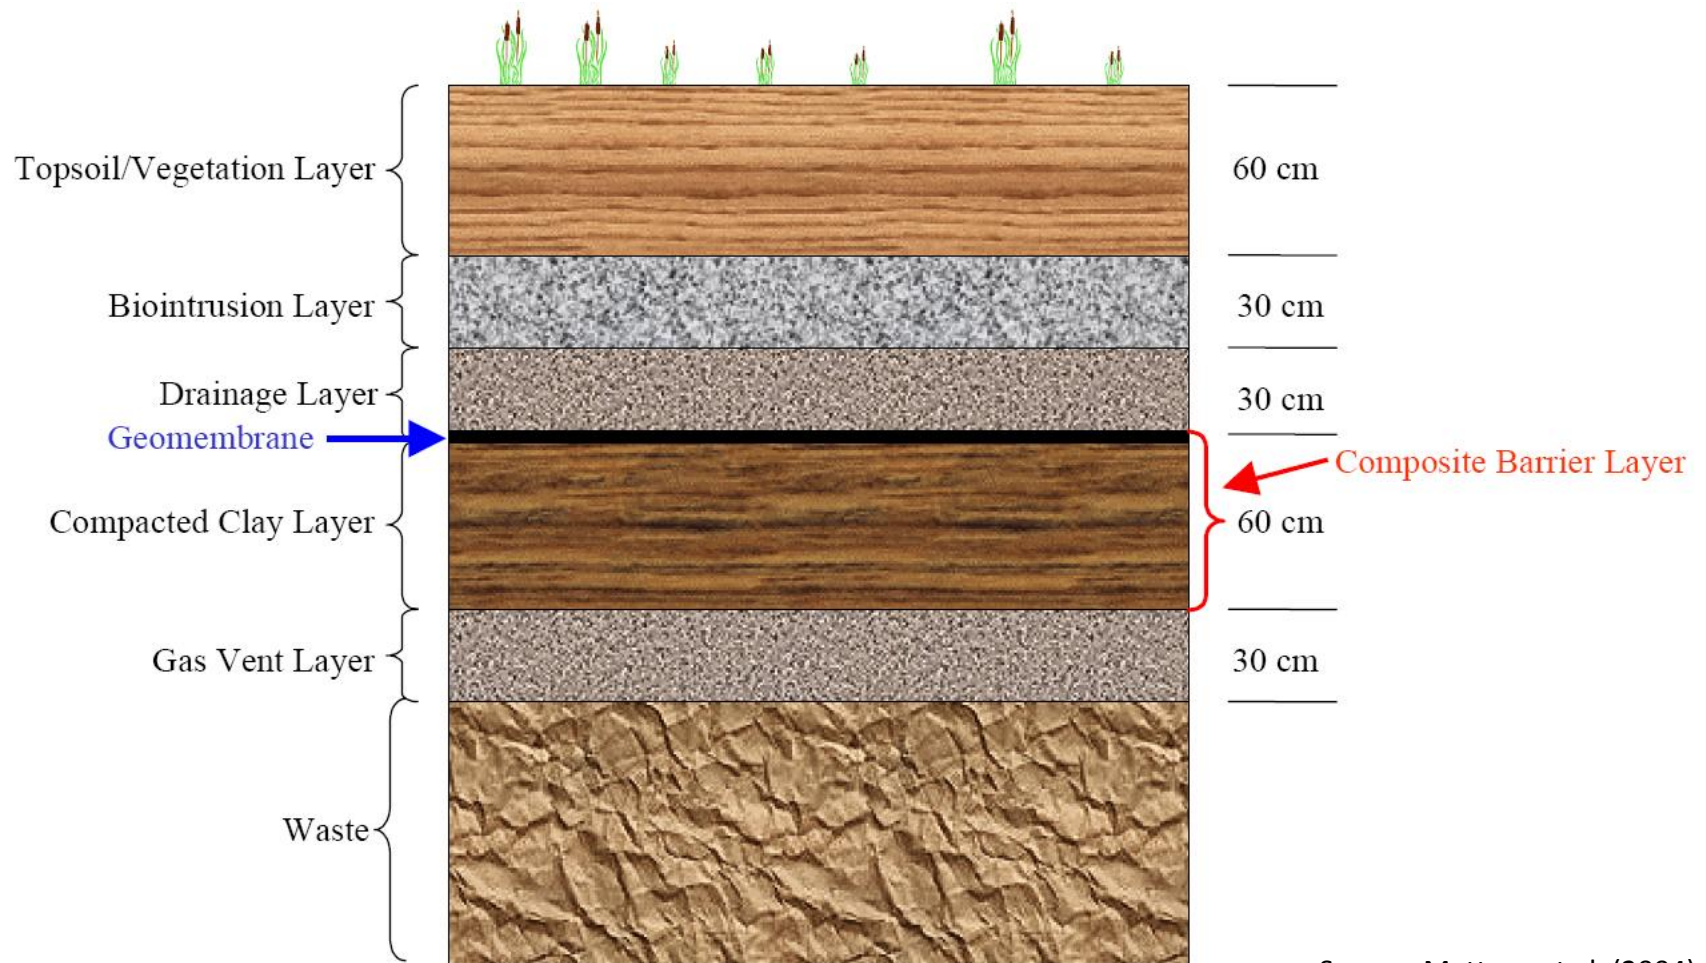 Topsoil/Vegetation Layer
60 cm
Biointrusion Layer
30 cm
Drainage Layer
30 cm
Geomembrane
Composite Barrier Layer
Compacted Clay Layer
60 cm
Gas Vent Layer
30 cm
Waste